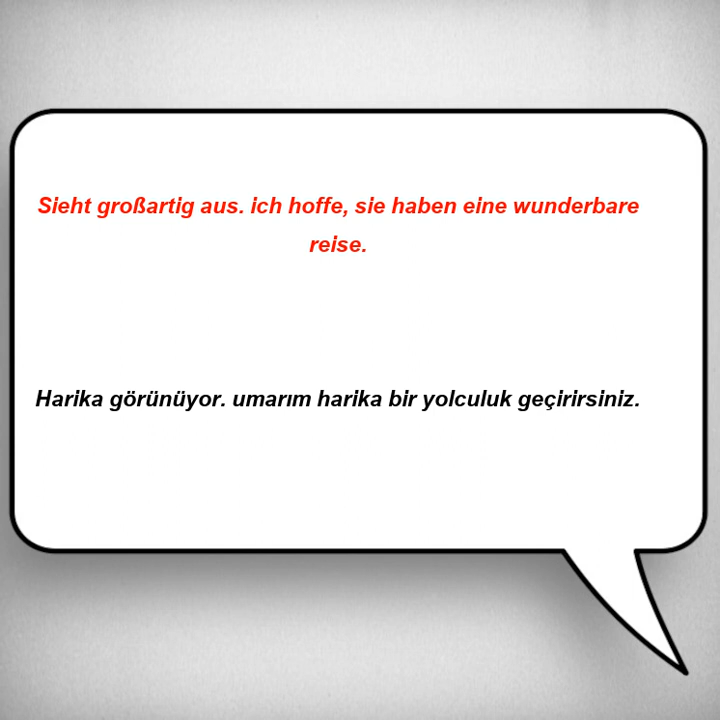 Sieht großartig aus. ich hoffe, sie haben eine wunderbare
reise.
Harika görünüyor. umarım harika bir yolculuk geçirirsiniz.